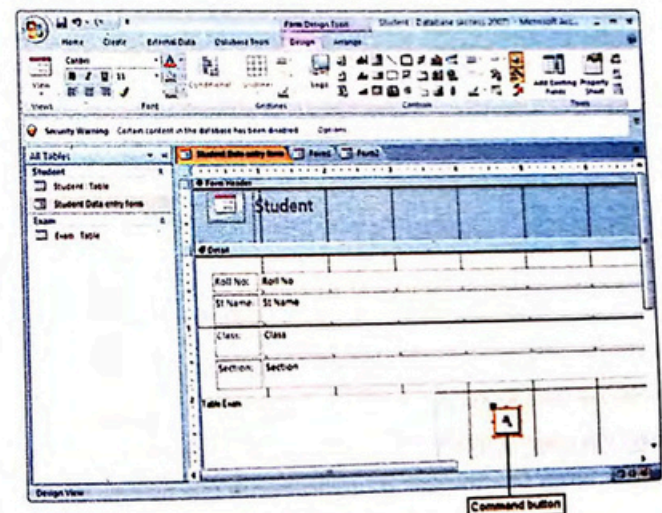 Form Design Tools Student : Database (Access 2007) - Microsoft Acc...
Home Create External Data Database Tools Design Arrange
Calibri
B I U 11
View
Conditional Gridlines Logo
Add Existing Fields Property Sheet
Views Font Gridlines Controls Tools
Security Warning Certain content in the database has been disabled Options
All Tables
Student Data entry form Form1 Form2
Student
Student : Table
Student Data entry form
Exam
Exam : Table
Form Header
Student
Detail
Roll No: Roll No
St Name: St Name
Class: Class
Section: Section
Table Exam
Design View
Command button